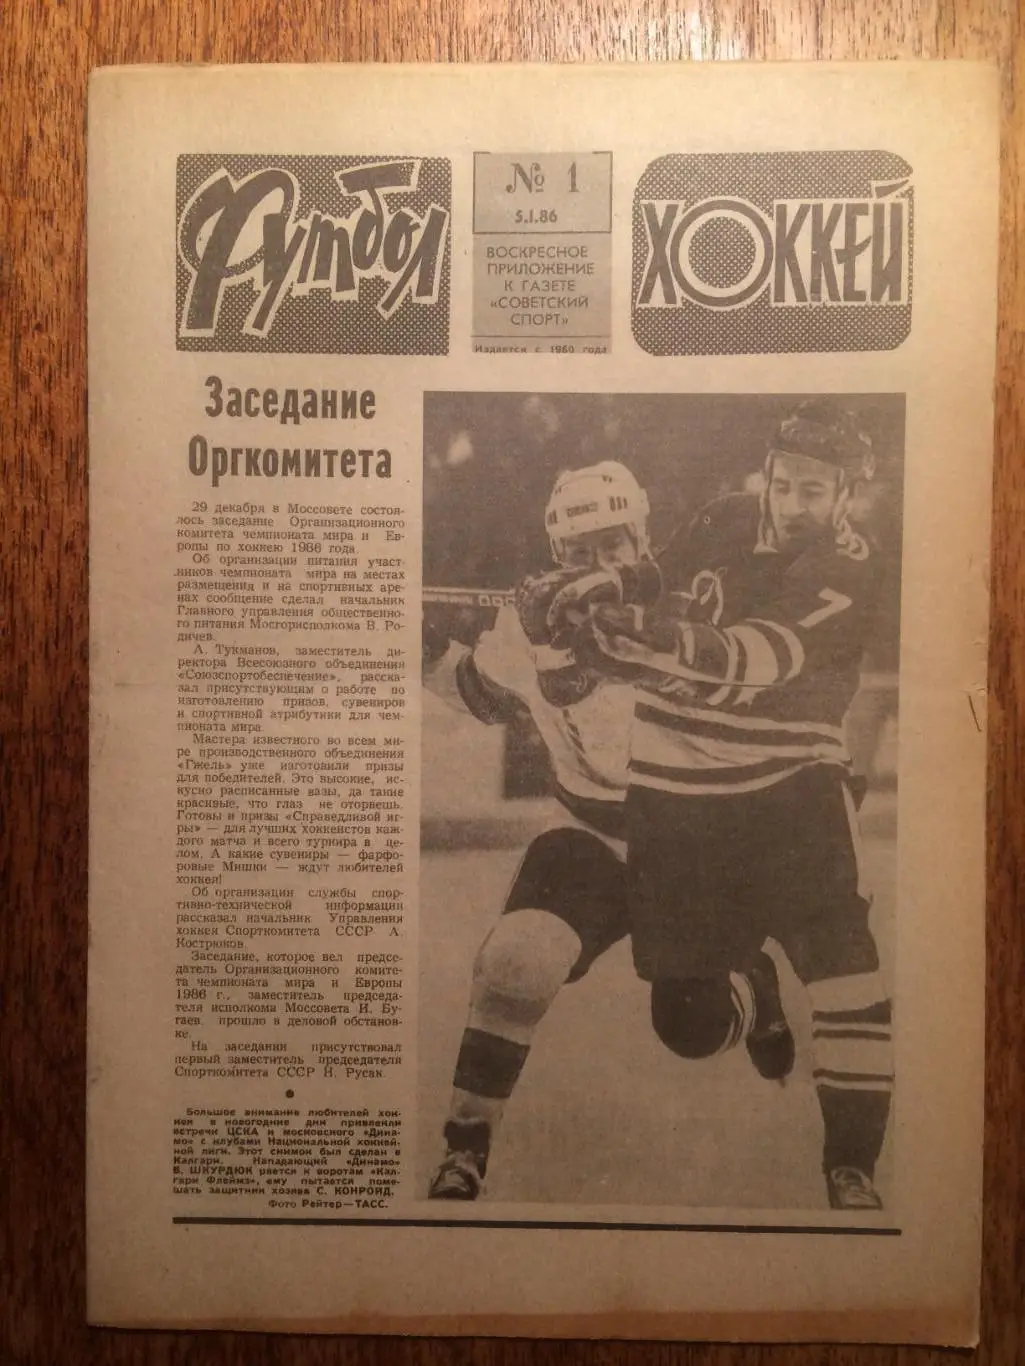 Футбол
№ 1
5.I.86
ВОСКРЕСНОЕ
ПРИЛОЖЕНИЕ
К ГАЗЕТЕ
«СОВЕТСКИЙ
СПОРТ»
Издается с 1960 года
ХОККЕЙ
Заседание
Оргкомитета
29 декабря в Моссовете состоя-
лось заседание Организационного
комитета чемпионата мира и Ев-
ропы по хоккею 1986 года.
Об организации питания участ-
ников чемпионата мира на местах
размещения и на спортивных аре-
нах сообщение сделал начальник
Главного управления общественно-
го питания Мосгорисполкома В. Ро-
дичев.
А. Тукманов, заместитель ди-
ректора Всесоюзного объединения
«Союзспортобеспечение», расска-
зал присутствующим о работе по
изготовлению призов, сувениров
и спортивной атрибутики для чем-
пионата мира.
Мастера известного во всем ми-
ре производственного объединения
«Гжель» уже изготовили призы
для победителей. Это высокие, ис-
кусно расписанные вазы, да такие
красивые, что глаз не оторвешь.
Готовы и призы «Справедливой иг-
ры» — для лучших хоккеистов каж-
дого матча и всего турнира в це-
лом. А какие сувениры — фарфо-
ровые Мишки — ждут любителей
хоккея!
Об организации службы спор-
тивно-технической информации
рассказал начальник Управления
хоккея Спорткомитета СССР А.
Кострюков.
Заседание, которое вел предсе-
датель Организационного комите-
та чемпионата мира и Европы
1986 г., заместитель председа-
теля исполкома Моссовета И. Бу-
гаев, прошло в деловой обстанов-
ке.
На заседании присутствовал
первый заместитель председателя
Спорткомитета СССР Н. Русак.
Большое внимание любителей хок-
кея в новогодние дни привлекли
встречи ЦСКА и московского «Дина-
мо» с клубами Национальной хоккей-
ной лиги. Этот снимок был сделан в
Калгари. Нападающий «Динамо»
В. ШКУРДЮК рвется к воротам «Кал-
гари Флеймз», ему пытается поме-
шать защитник хозяев С. КОНРОЙД.
Фото Рейтер—ТАСС.
7